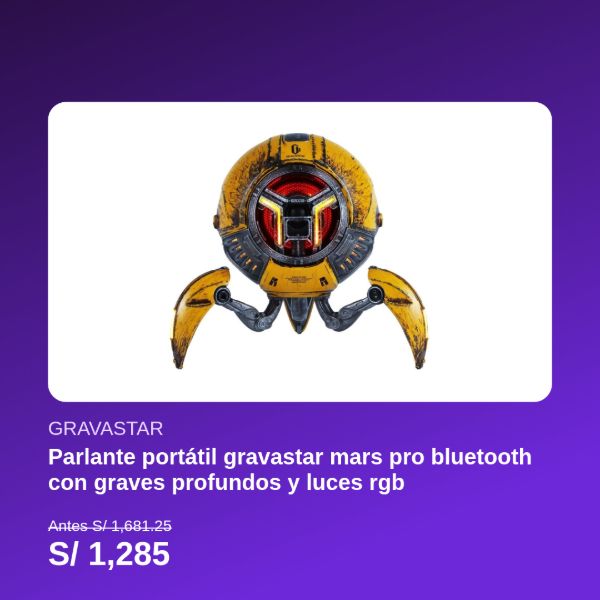 GRAVASTAR
Parlante portátil gravastar mars pro bluetooth
con graves profundos y luces rgb
Antes S/ 1,681.25
S/ 1,285